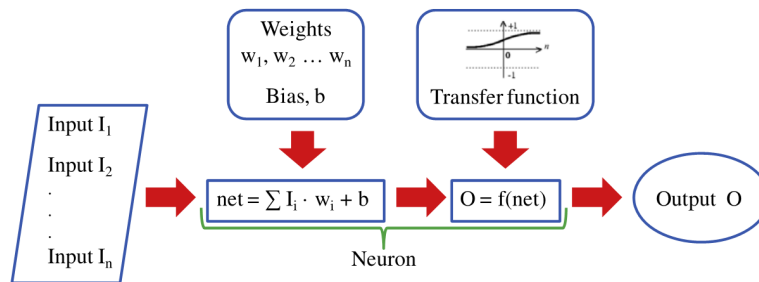 Weights
w₁, w₂ … wₙ
Bias, b
+1
n
0
-1
Transfer function
Input I₁
Input I₂
.
.
.
Input Iₙ
net = ∑ Iᵢ · wᵢ + b
O = f(net)
Output O
Neuron